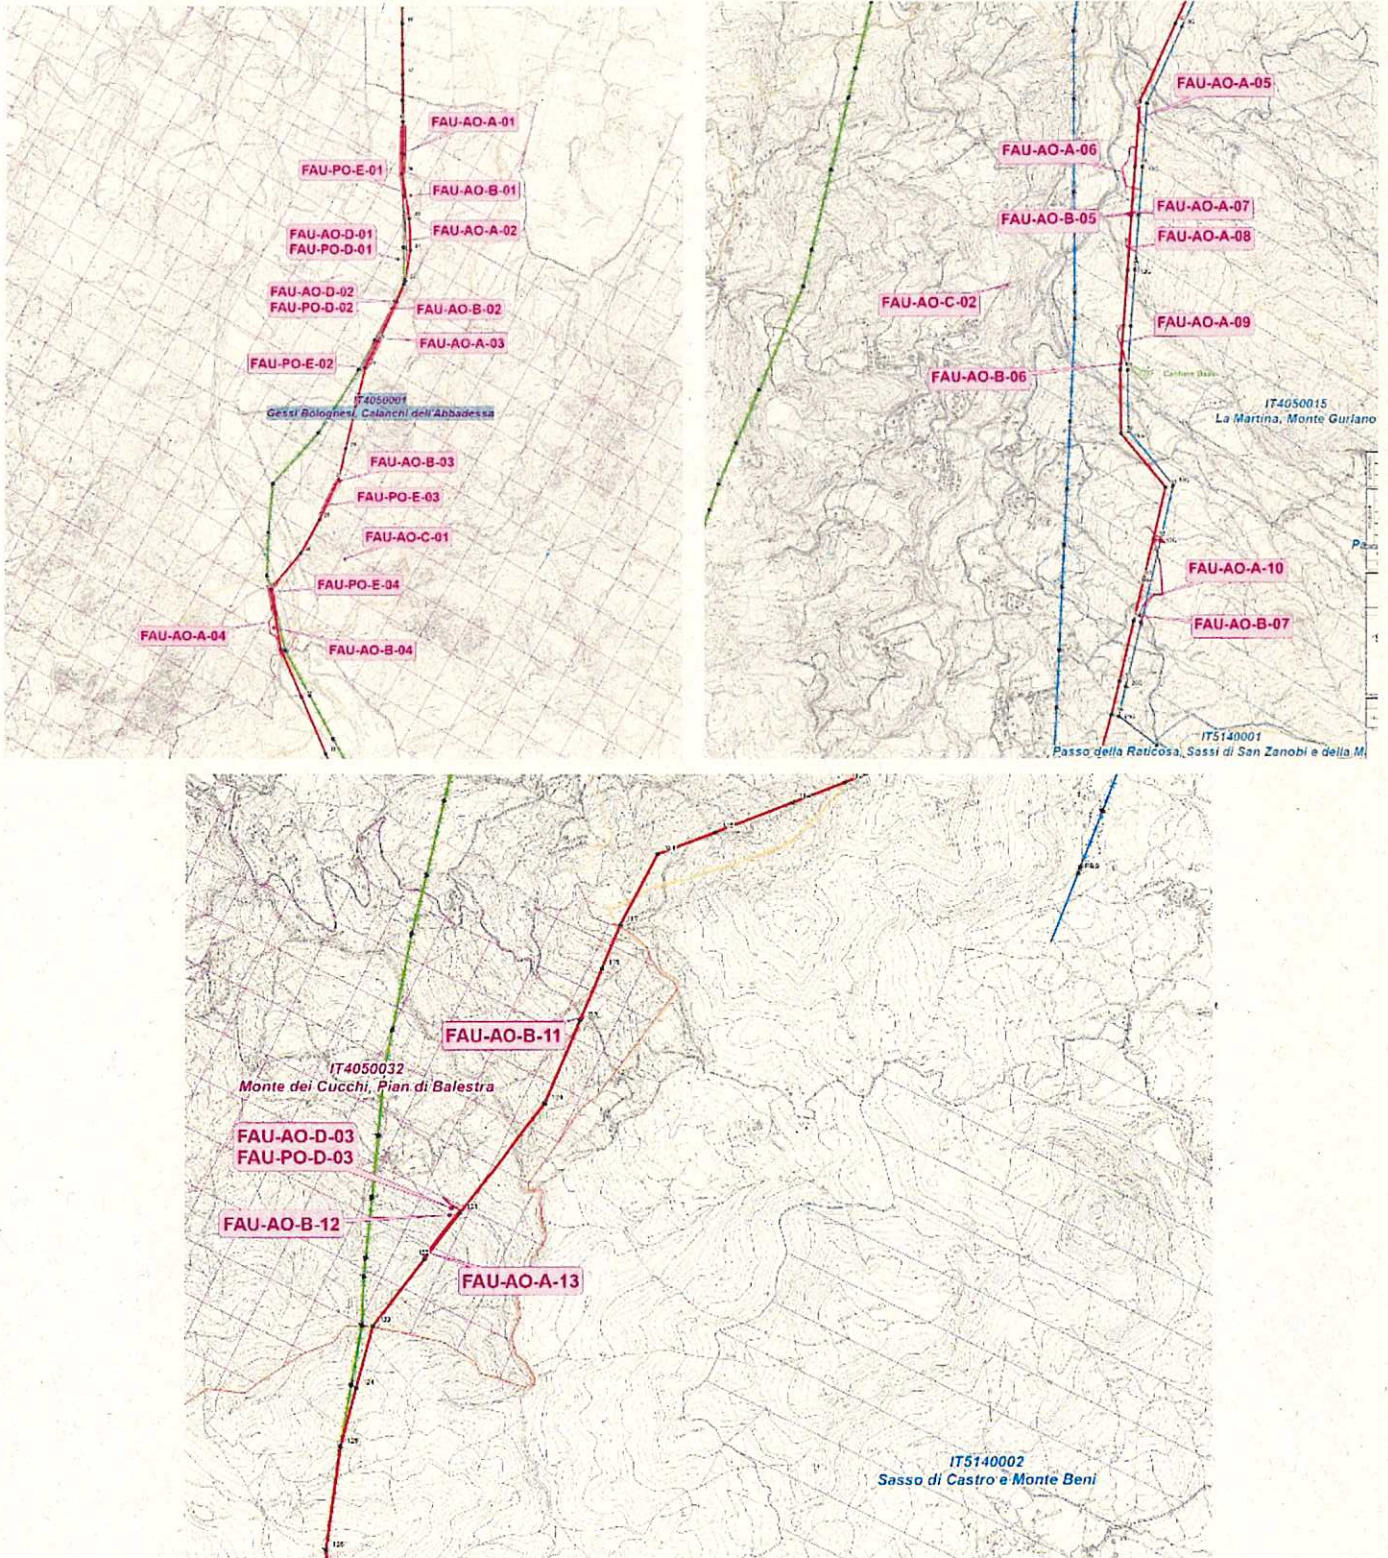 FAU-AO-A-01
FAU-PO-E-01
FAU-AO-B-01
FAU-AO-D-01
FAU-PO-D-01
FAU-AO-A-02
FAU-AO-D-02
FAU-PO-D-02
FAU-AO-B-02
FAU-AO-A-03
FAU-PO-E-02
IT4050001
Gessi Bolognesi, Calanchi dell'Abbadessa
FAU-AO-B-03
FAU-PO-E-03
FAU-AO-C-01
FAU-PO-E-04
FAU-AO-A-04
FAU-AO-B-04
FAU-AO-A-05
FAU-AO-A-06
FAU-AO-B-05
FAU-AO-A-07
FAU-AO-A-08
FAU-AO-C-02
FAU-AO-A-09
FAU-AO-B-06
Cantiere Base
IT4050015
La Martina, Monte Gurlano
FAU-AO-A-10
FAU-AO-B-07
IT5140001
Passo della Raticosa, Sassi di San Zanobi e della M
FAU-AO-B-11
IT4050032
Monte dei Cucchi, Pian di Balestra
FAU-AO-D-03
FAU-PO-D-03
FAU-AO-B-12
FAU-AO-A-13
123
124
125
126
IT5140002
Sasso di Castro e Monte Beni